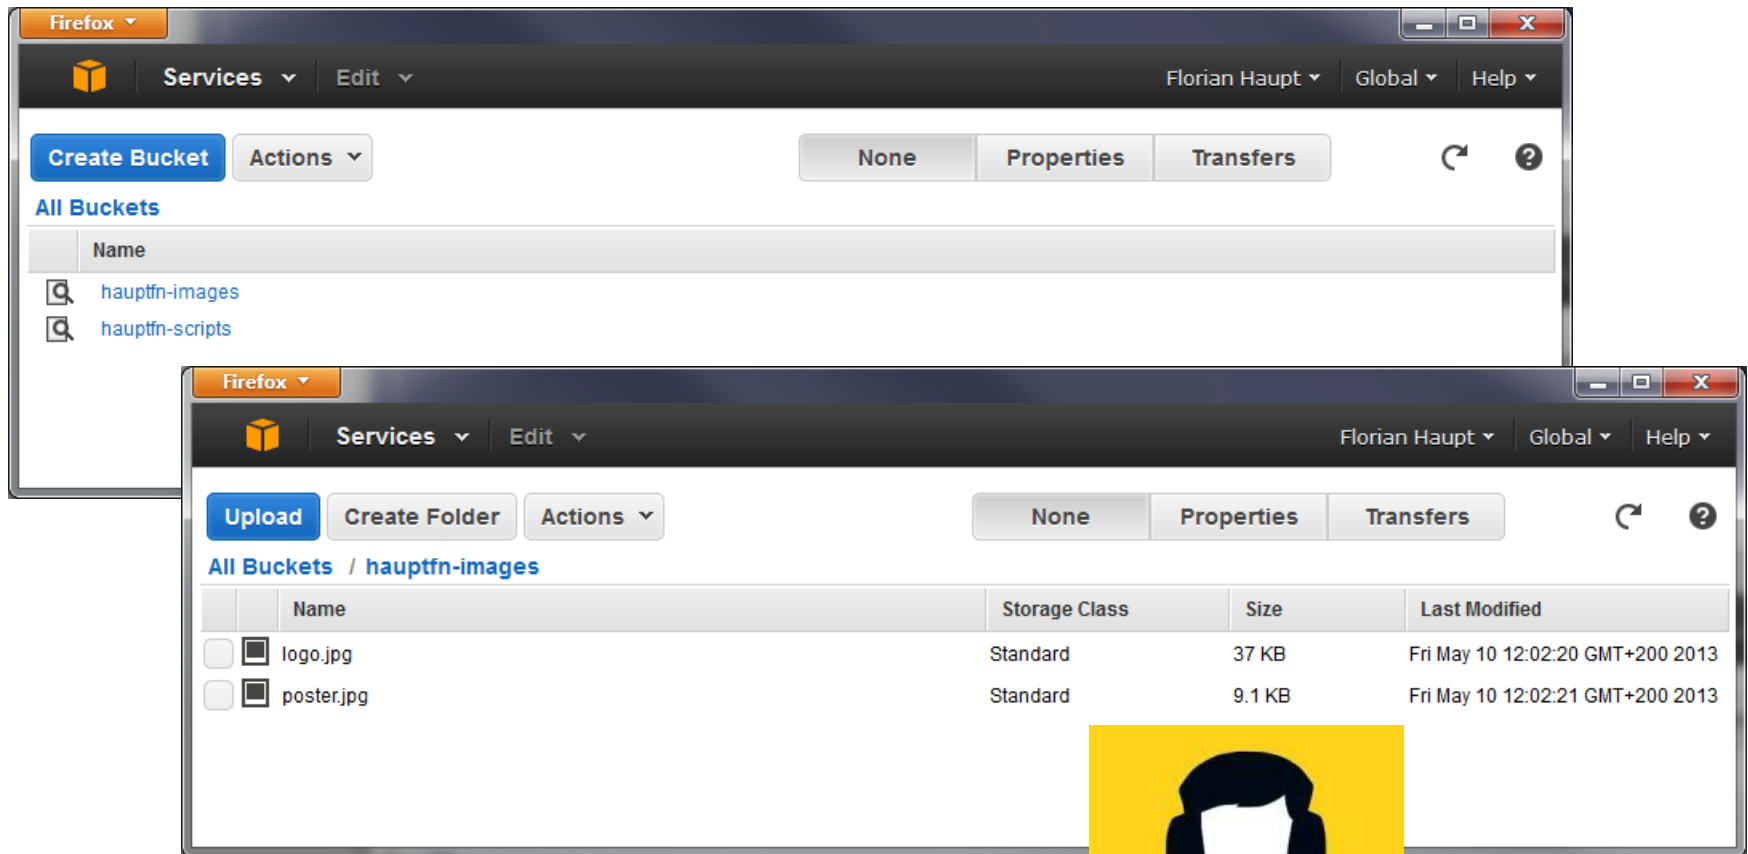 Firefox
Services Edit Florian Haupt Global Help
Create Bucket Actions None Properties Transfers
All Buckets
Name
hauptfn-images
hauptfn-scripts
Firefox
Services Edit Florian Haupt Global Help
Upload Create Folder Actions None Properties Transfers
All Buckets / hauptfn-images
Name Storage Class Size Last Modified
logo.jpg Standard 37 KB Fri May 10 12:02:20 GMT+200 2013
poster.jpg Standard 9.1 KB Fri May 10 12:02:21 GMT+200 2013